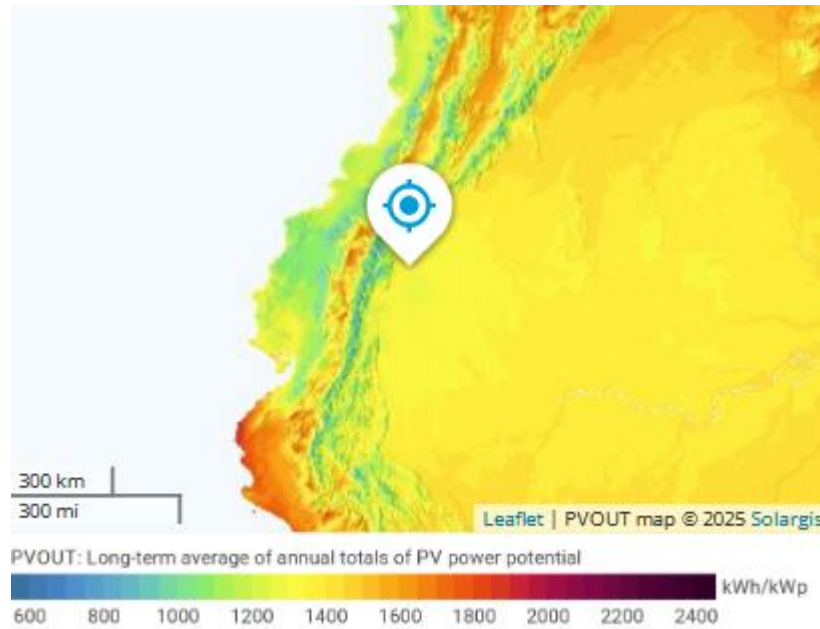 300 km
300 mi
Leaflet | PVOUT map © 2025 Solargis
PVOUT: Long-term average of annual totals of PV power potential
kWh/kWp
600 800 1000 1200 1400 1600 1800 2000 2200 2400